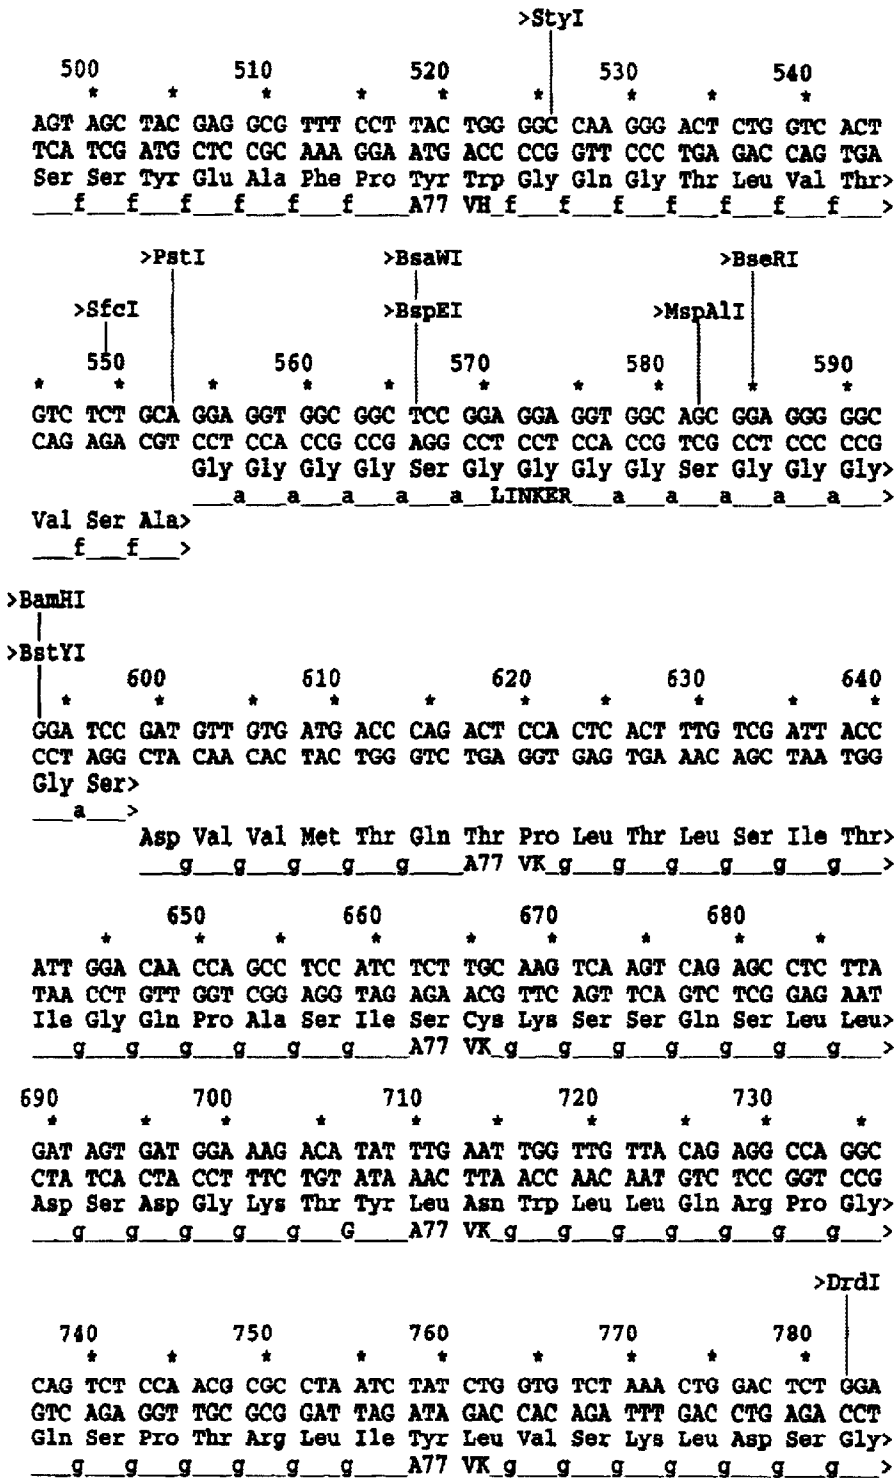 >StyI
500 510 520 530 540
* * * * * * * * *
AGT AGC TAC GAG GCG TTT CCT TAC TGG GGC CAA GGG ACT CTG GTC ACT
TCA TCG ATG CTC CGC AAA GGA ATG ACC CCG GTT CCC TGA GAC CAG TGA
Ser Ser Tyr Glu Ala Phe Pro Tyr Trp Gly Gln Gly Thr Leu Val Thr>
___f___f___f___f___f___f____A77 VH_f___f___f___f___f___f___f___>
>PstI >BsaWI >BseRI
>SfcI >BspEI >MspAlI
550 560 570 580 590
* * * * * * * * * *
GTC TCT GCA GGA GGT GGC GGC TCC GGA GGA GGT GGC AGC GGA GGG GGC
CAG AGA CGT CCT CCA CCG CCG AGG CCT CCT CCA CCG TCG CCT CCC CCG
Gly Gly Gly Gly Ser Gly Gly Gly Gly Ser Gly Gly Gly>
___a___a___a___a___a__LINKER___a___a___a___a___a___>
Val Ser Ala>
___f___f___>
>BamHI
>BstYI
600 610 620 630 640
* * * * * * * * * *
GGA TCC GAT GTT GTG ATG ACC CAG ACT CCA CTC ACT TTG TCG ATT ACC
CCT AGG CTA CAA CAC TAC TGG GTC TGA GGT GAG TGA AAC AGC TAA TGG
Gly Ser>
___a___>
Asp Val Val Met Thr Gln Thr Pro Leu Thr Leu Ser Ile Thr>
___g___g___g___g___g____A77 VK_g___g___g___g___g___g___>
650 660 670 680
* * * * * * * * *
ATT GGA CAA CCA GCC TCC ATC TCT TGC AAG TCA AGT CAG AGC CTC TTA
TAA CCT GTT GGT CGG AGG TAG AGA ACG TTC AGT TCA GTC TCG GAG AAT
Ile Gly Gln Pro Ala Ser Ile Ser Cys Lys Ser Ser Gln Ser Leu Leu>
___g___g___g___g___g___g____A77 VK_g___g___g___g___g___g___g___>
690 700 710 720 730
* * * * * * * * * *
GAT AGT GAT GGA AAG ACA TAT TTG AAT TGG TTG TTA CAG AGG CCA GGC
CTA TCA CTA CCT TTC TGT ATA AAC TTA ACC AAC AAT GTC TCC GGT CCG
Asp Ser Asp Gly Lys Thr Tyr Leu Asn Trp Leu Leu Gln Arg Pro Gly>
___g___g___g___g___g___G____A77 VK_g___g___g___g___g___g___g___>
>DrdI
740 750 760 770 780
* * * * * * * * *
CAG TCT CCA ACG CGC CTA ATC TAT CTG GTG TCT AAA CTG GAC TCT GGA
GTC AGA GGT TGC GCG GAT TAG ATA GAC CAC AGA TTT GAC CTG AGA CCT
Gln Ser Pro Thr Arg Leu Ile Tyr Leu Val Ser Lys Leu Asp Ser Gly>
___g___g___g___g___g___g____A77 VK_g___g___g___g___g___g___g___>